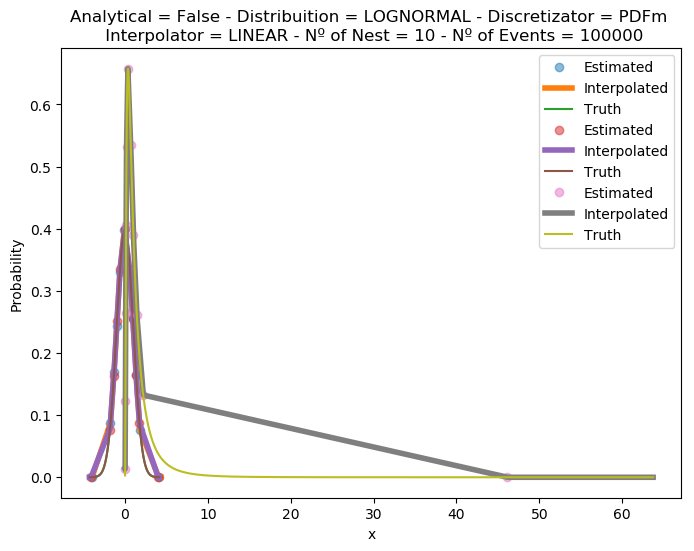 Analytical = False - Distribuition = LOGNORMAL - Discretizator = PDFm
Interpolator = LINEAR - Nº of Nest = 10 - Nº of Events = 100000
Estimated
Interpolated
Truth
Estimated
Interpolated
Truth
Estimated
Interpolated
Truth
Probability
0.6
0.5
0.4
0.3
0.2
0.1
0.0
0 10 20 30 40 50 60
x